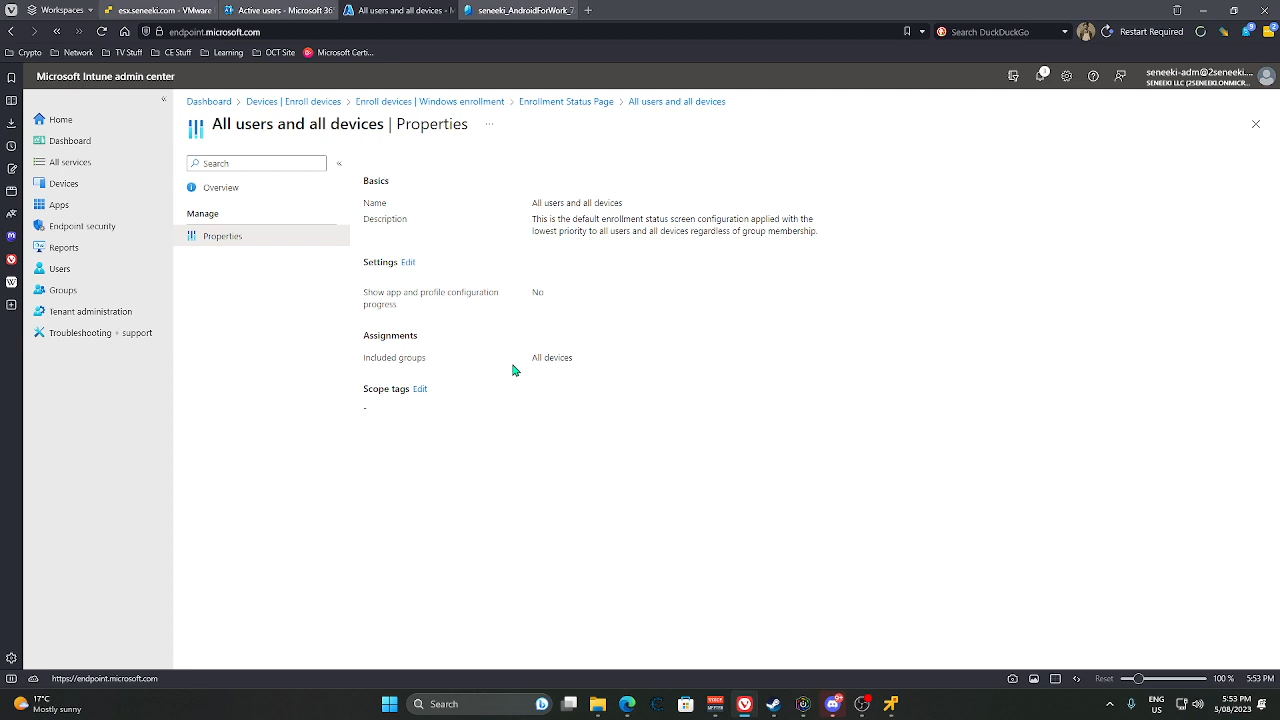 Workspaces
esx.seneeki.com - VMware
Active users - Microsoft 36
All users and all devices - M
seneeki_AndroidForWork_7
endpoint.microsoft.com
Search DuckDuckGo
Restart Required
9
Crypto
Network
TV Stuff
CE Stuff
Learning
OCT Site
Microsoft Certi...
Microsoft Intune admin center
1
seneeki-adm@2seneeki....
SENEEKI LLC (2SENEEKI.ONMICR...
Dashboard > Devices | Enroll devices > Enroll devices | Windows enrollment > Enrollment Status Page > All users and all devices
All users and all devices | Properties ...
Home
Dashboard
All services
Devices
Apps
Endpoint security
Reports
Users
Groups
Tenant administration
Troubleshooting + support
Search
Overview
Manage
Properties
Basics
Name All users and all devices
Description This is the default enrollment status screen configuration applied with the
lowest priority to all users and all devices regardless of group membership.
Settings Edit
Show app and profile configuration No
progress
Assignments
Included groups All devices
Scope tags Edit
-
https://endpoint.microsoft.com
Reset
100 %
5:53 PM
17°C
Mostly sunny
Search
ENG
US
5:53 PM
5/08/2023